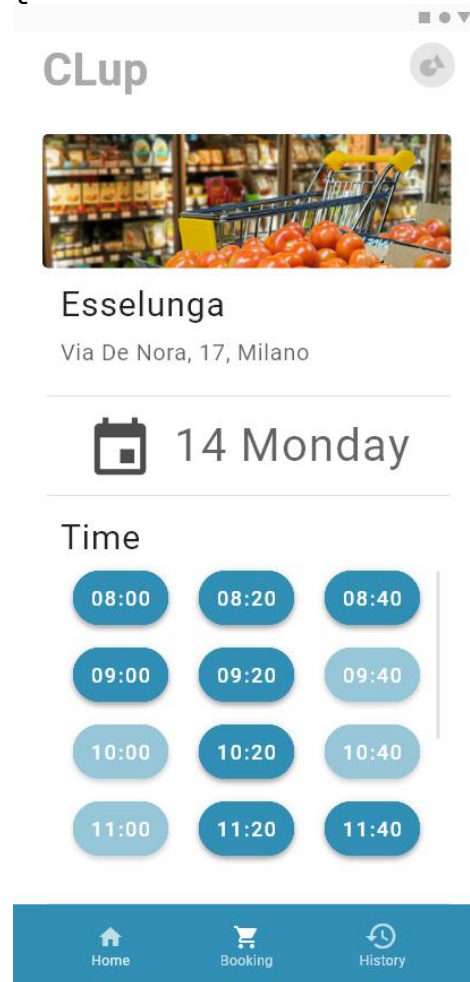 CLup
Esselunga
Via De Nora, 17, Milano
14 Monday
Time
08:00 08:20 08:40
09:00 09:20 09:40
10:00 10:20 10:40
11:00 11:20 11:40
Home Booking History